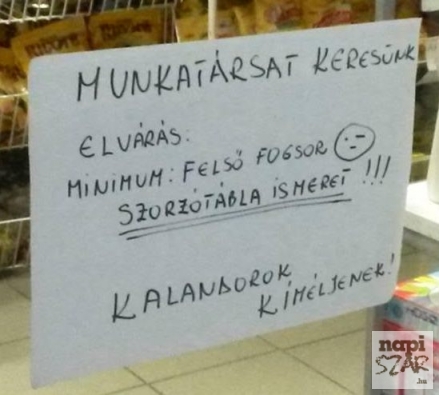 MUNKATÁRSAT KERESÜNK
ELVÁRÁS:
MINIMUM: FELSŐ FOGSOR
SZORZÓTÁBLA ISMERET !!!
KALANDOROK
KÍMÉLJENEK!
napi
SZAR
.hu